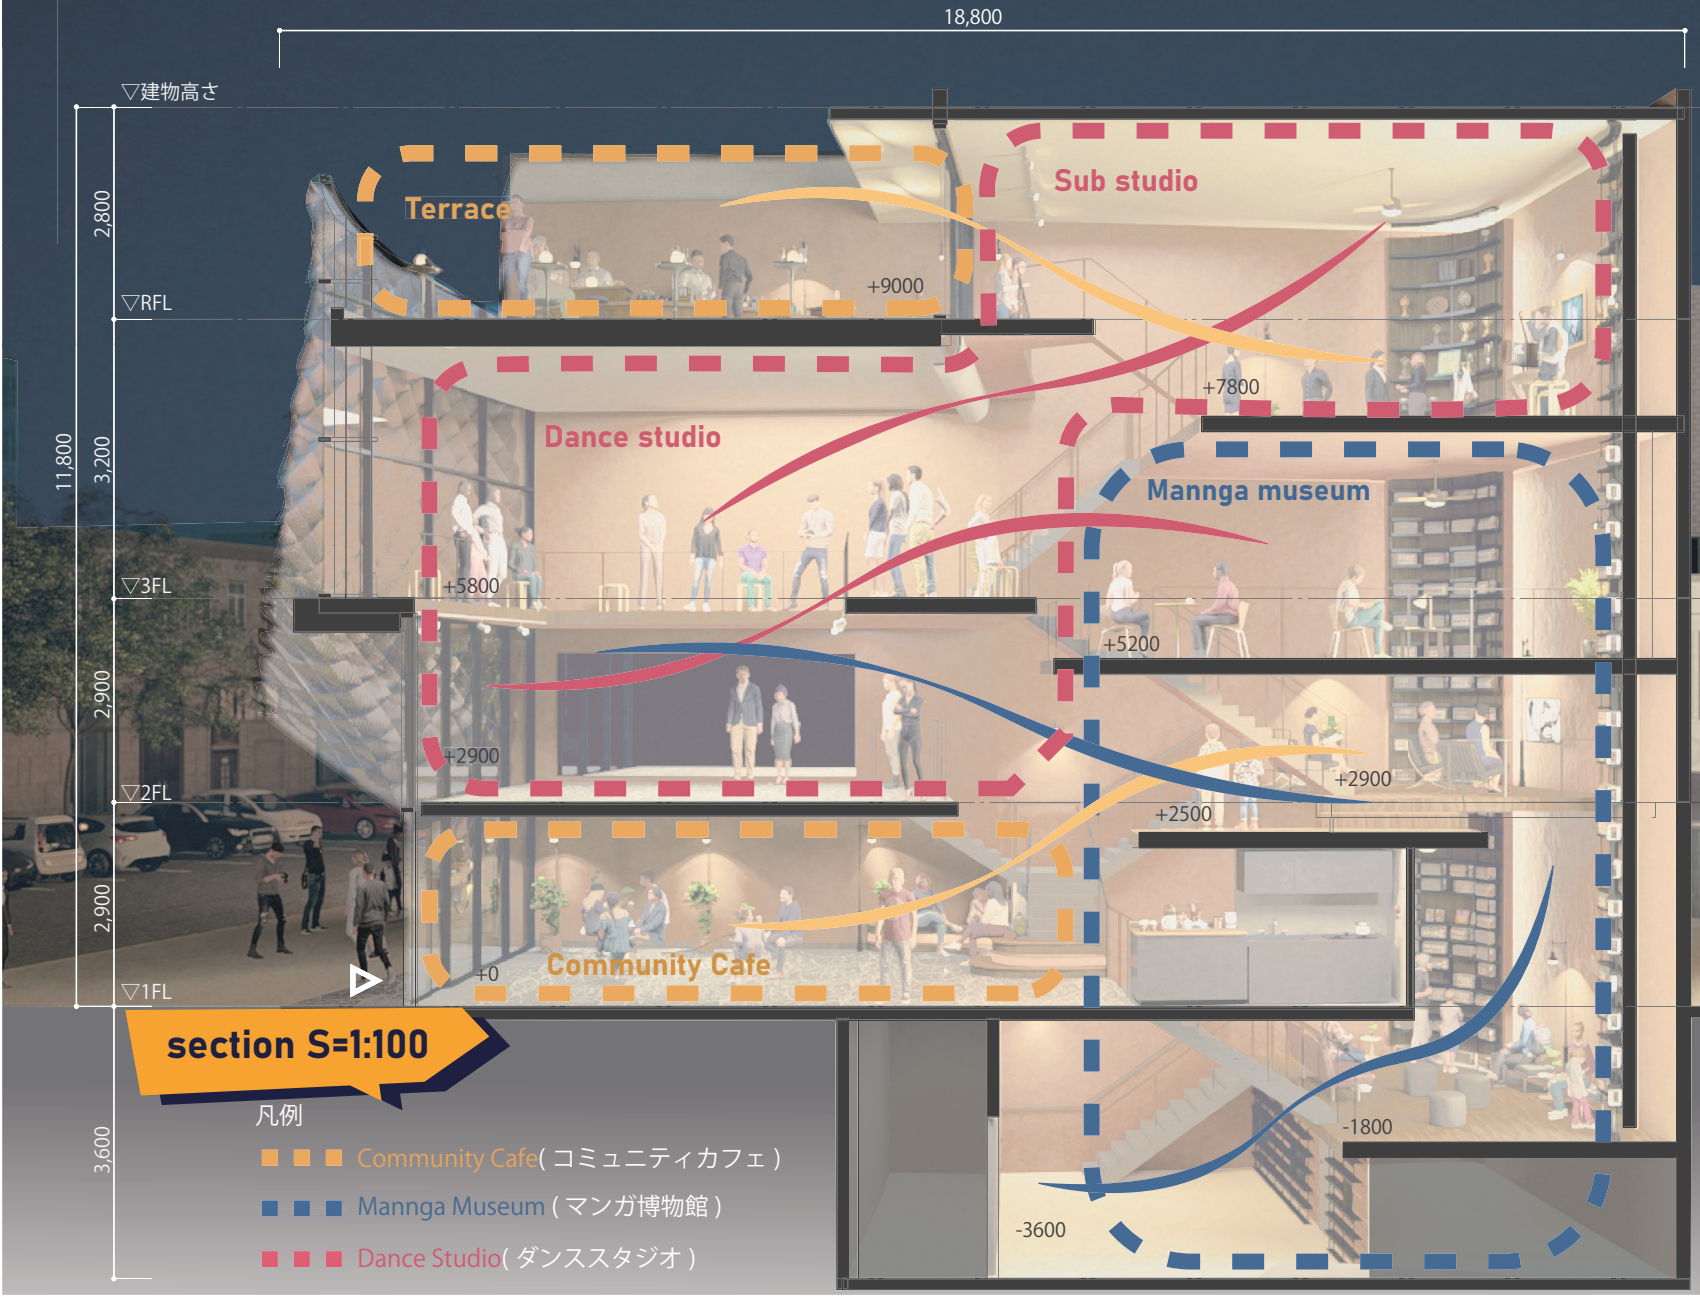 18,800
▽建物高さ
2,800
Terrace
Sub studio
+9000
▽RFL
+7800
11,800
3,200
Dance studio
Mannga museum
▽3FL
+5800
+5200
2,900
+2900
+2900
▽2FL
+2500
2,900
Community Cafe
+0
▽1FL
section S=1:100
凡例
3,600
-1800
Community Cafe( コミュニティカフェ )
Mannga Museum ( マンガ博物館 )
-3600
Dance Studio( ダンススタジオ )